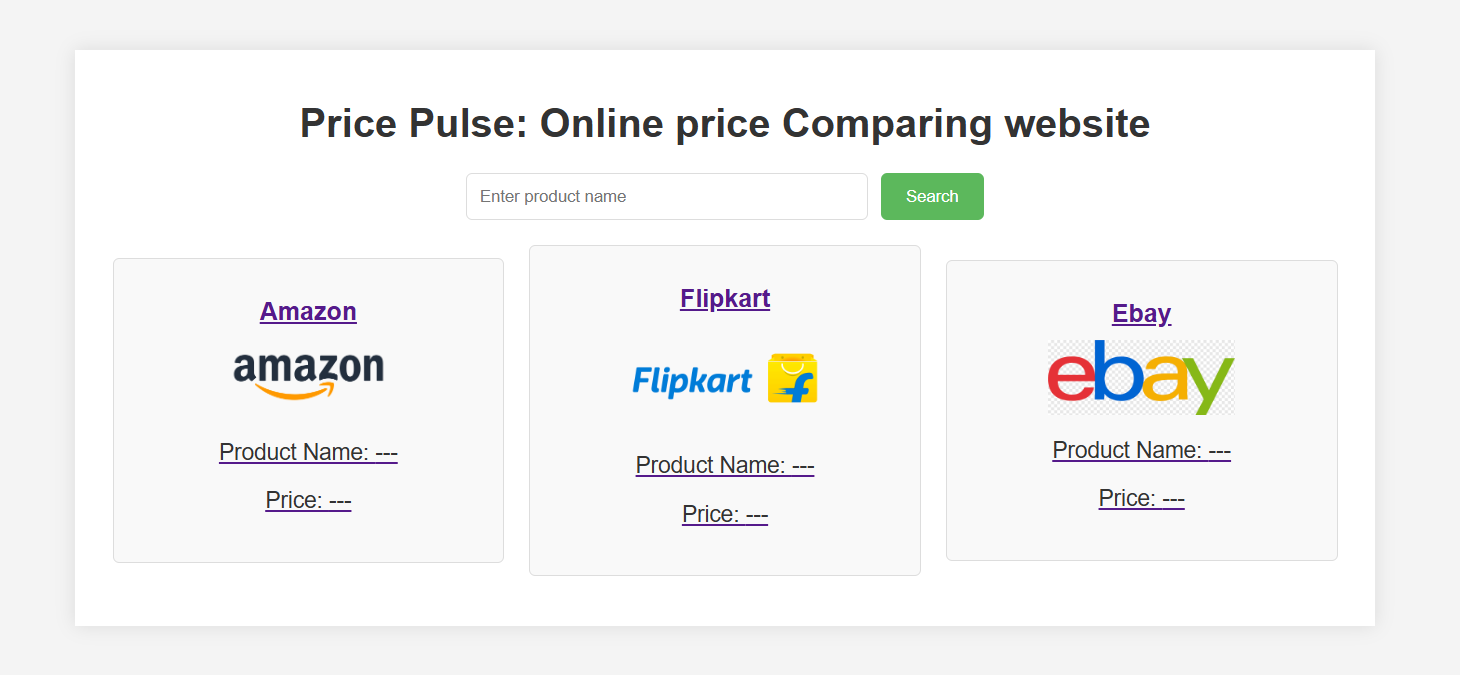 Price Pulse: Online price Comparing website
Enter product name
Search
Amazon
amazon
Product Name: ---
Price: ---
Flipkart
Flipkart
Product Name: ---
Price: ---
Ebay
ebay
Product Name: ---
Price: ---